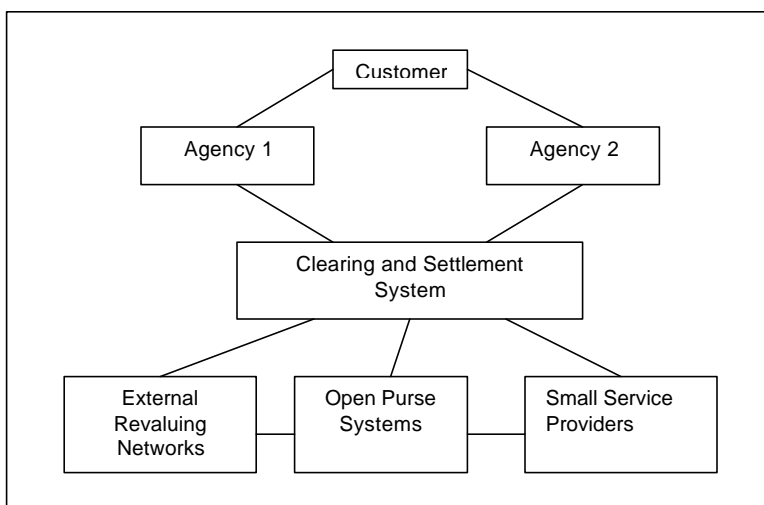 Customer
Agency 1
Agency 2
Clearing and Settlement
System
External
Revaluing
Networks
Open Purse
Systems
Small Service
Providers